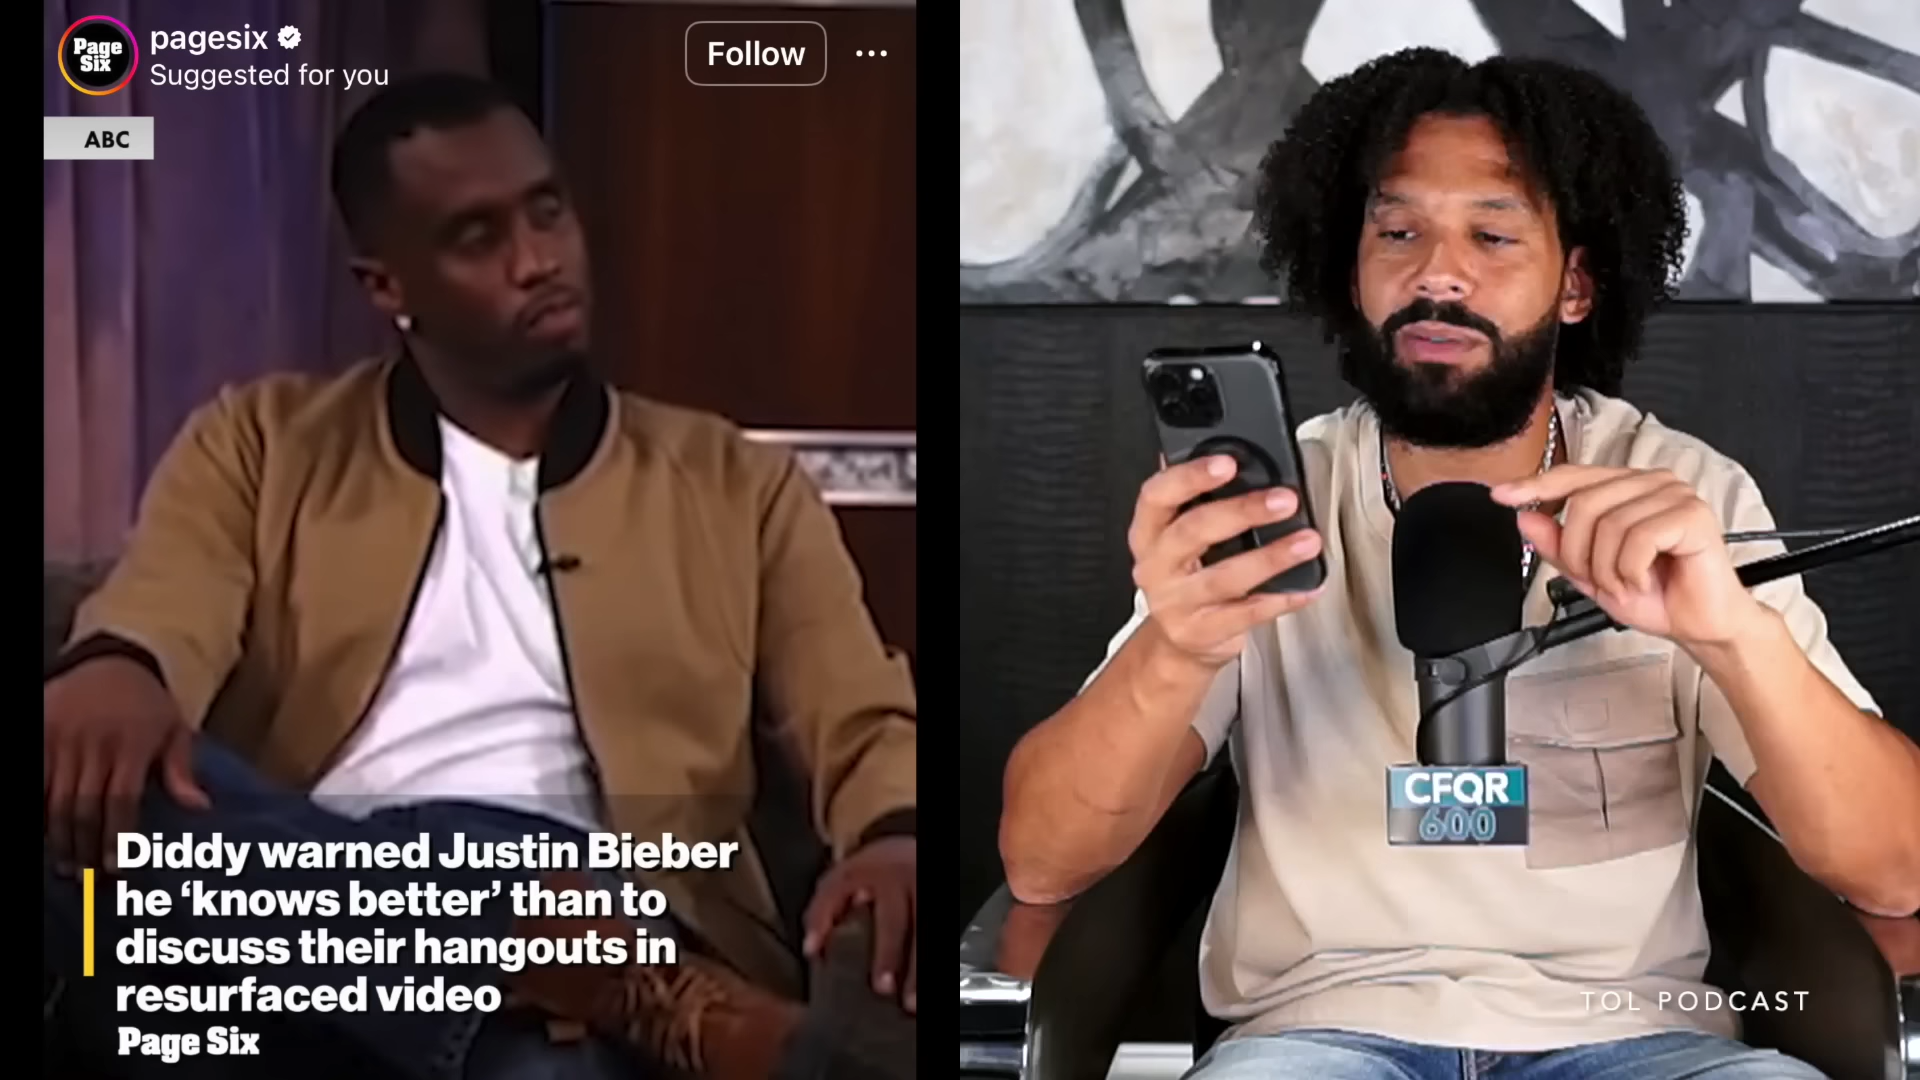 Page
Six
pagesix
Suggested for you
Follow
ABC
Diddy warned Justin Bieber
he ‘knows better’ than to
discuss their hangouts in
resurfaced video
Page Six
CFQR
600
TOL PODCAST